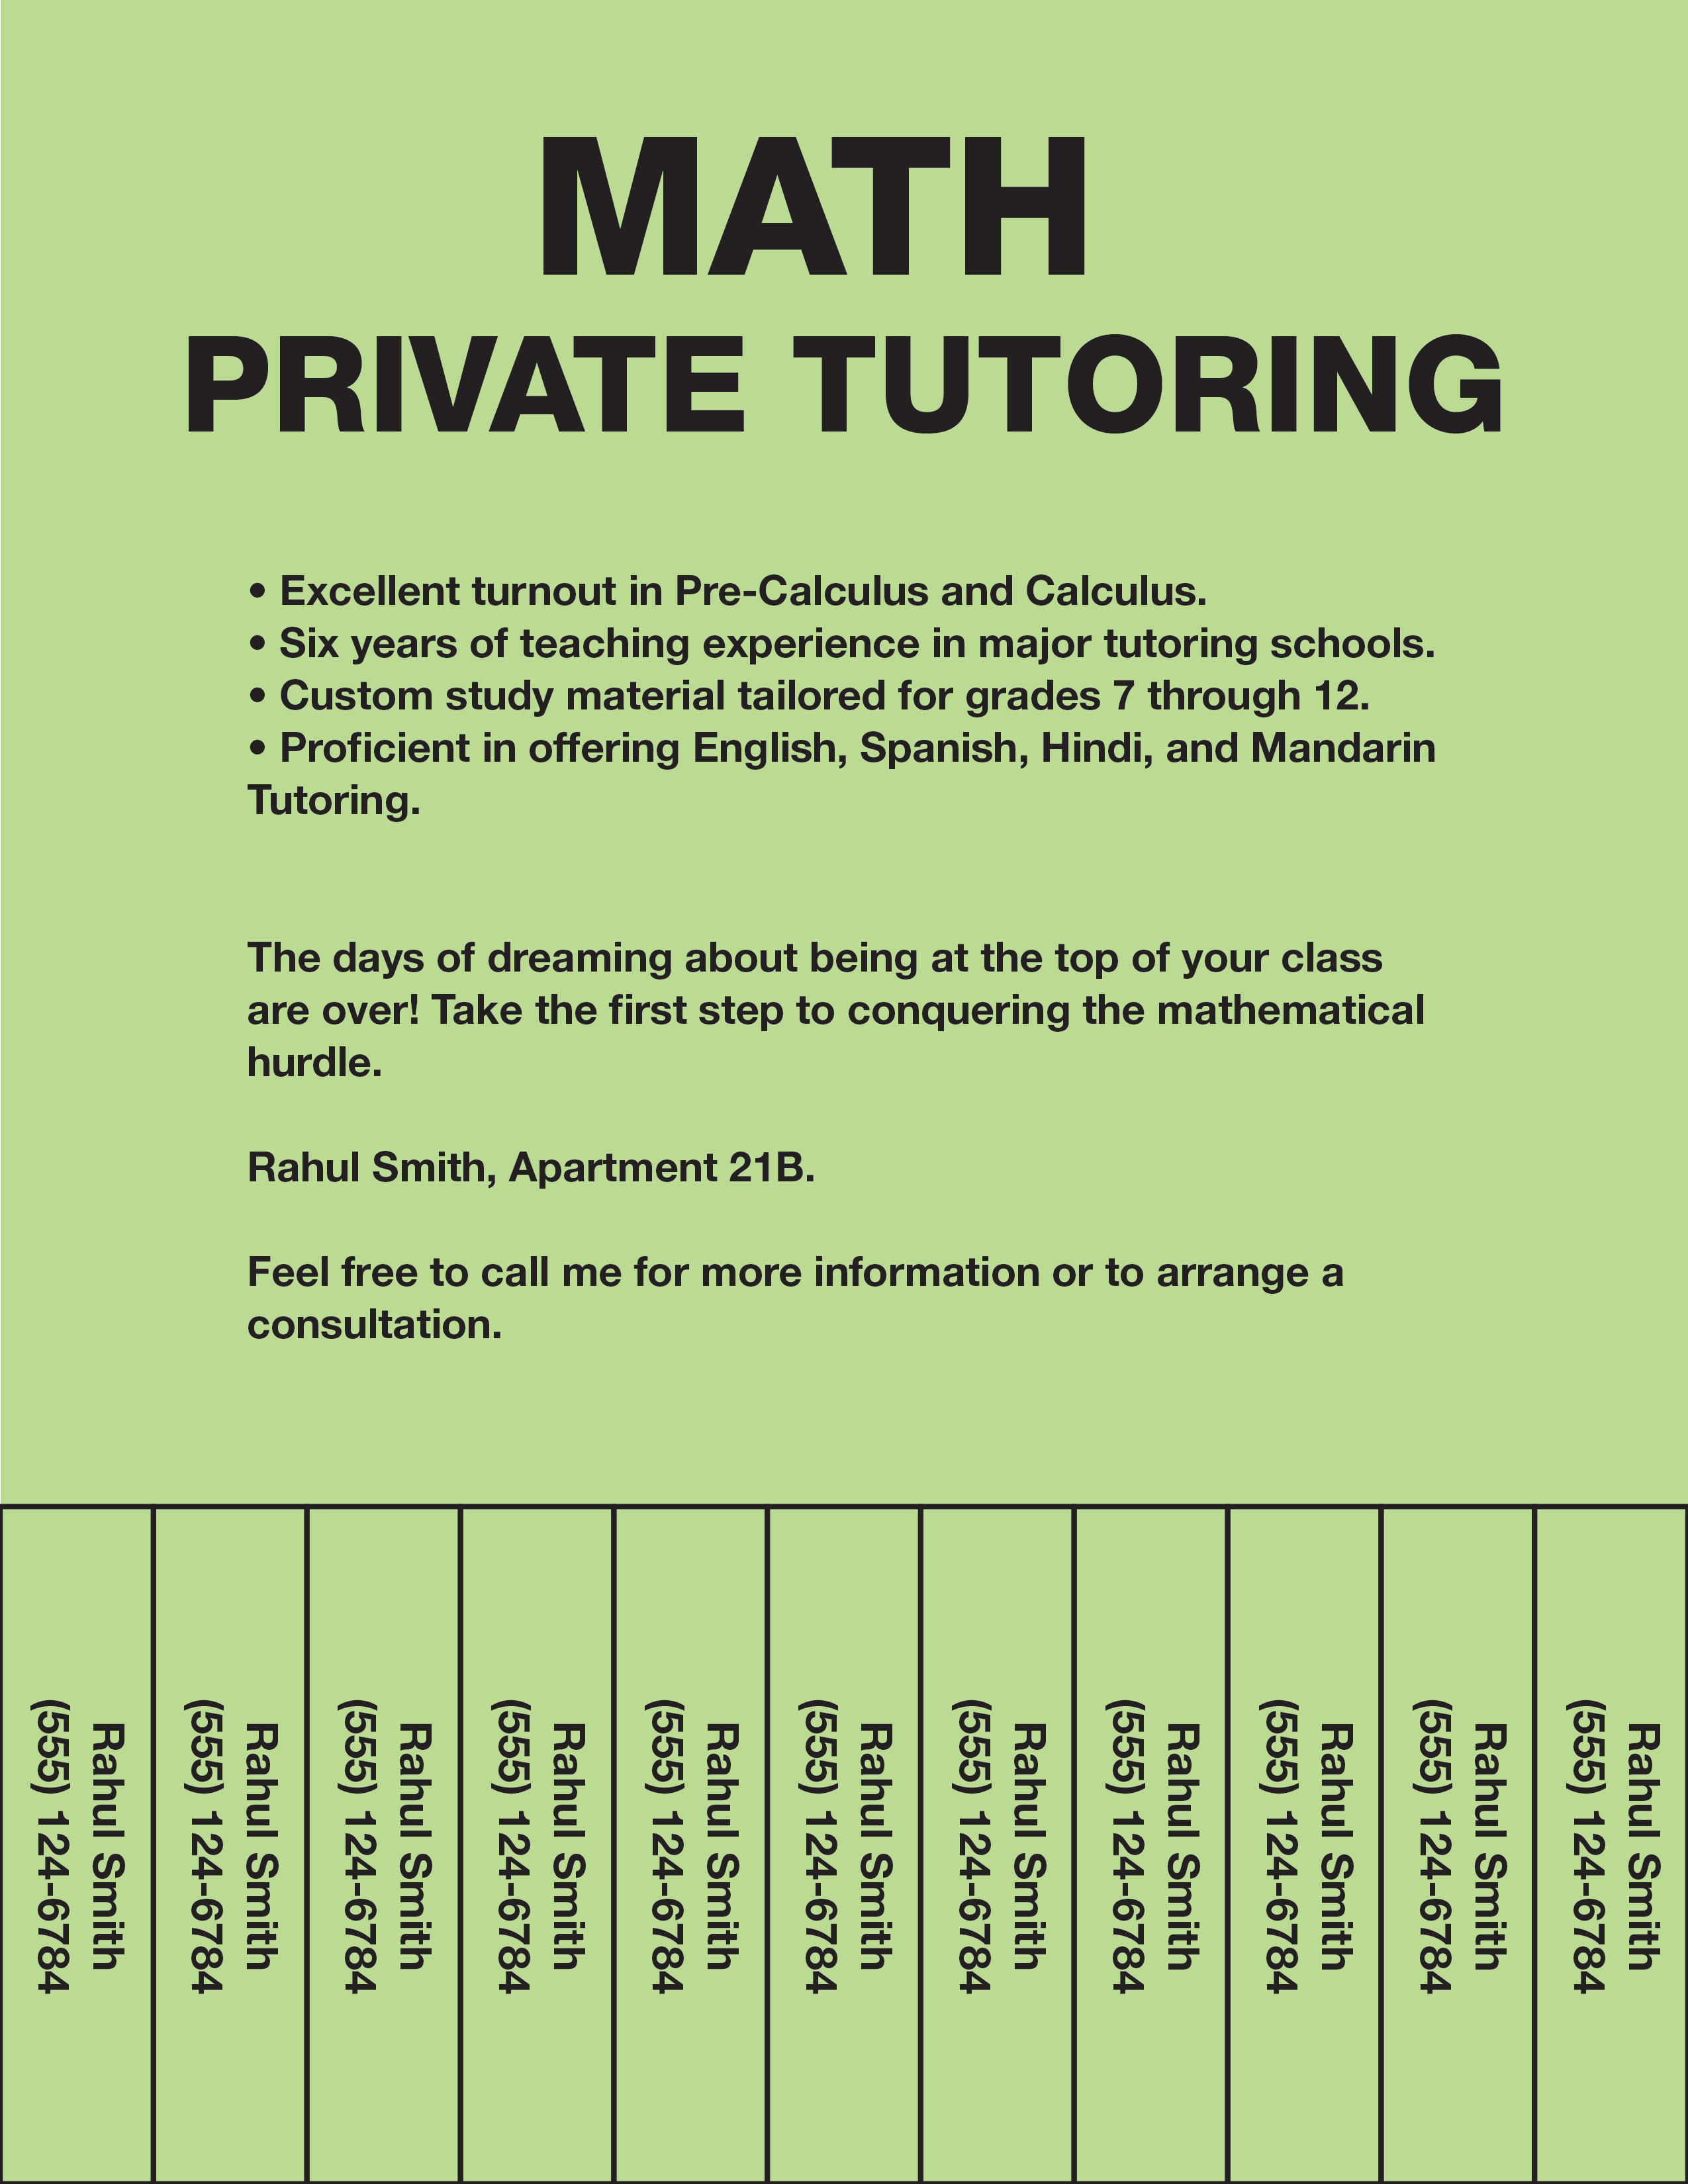 MATH
PRIVATE TUTORING
• Excellent turnout in Pre-Calculus and Calculus.
• Six years of teaching experience in major tutoring schools.
• Custom study material tailored for grades 7 through 12.
• Proficient in offering English, Spanish, Hindi, and Mandarin
Tutoring.
The days of dreaming about being at the top of your class
are over! Take the first step to conquering the mathematical
hurdle.
Rahul Smith, Apartment 21B.
Feel free to call me for more information or to arrange a
consultation.
Rahul Smith
(555) 124-6784
Rahul Smith
(555) 124-6784
Rahul Smith
(555) 124-6784
Rahul Smith
(555) 124-6784
Rahul Smith
(555) 124-6784
Rahul Smith
(555) 124-6784
Rahul Smith
(555) 124-6784
Rahul Smith
(555) 124-6784
Rahul Smith
(555) 124-6784
Rahul Smith
(555) 124-6784
Rahul Smith
(555) 124-6784